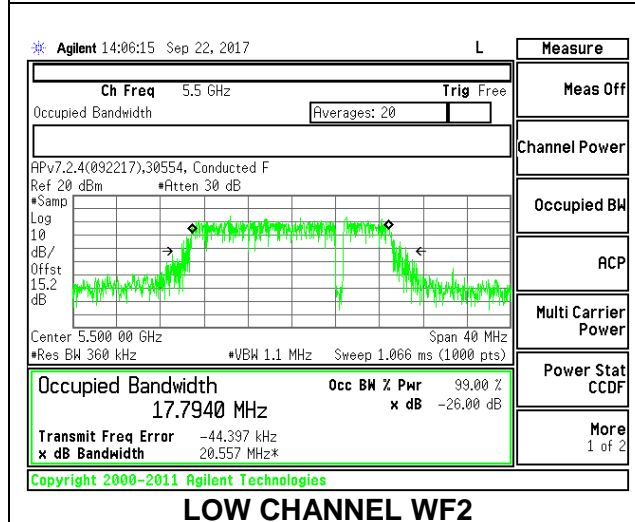 Agilent 14:06:15 Sep 22, 2017 L Measure
Ch Freq 5.5 GHz Trig Free
Occupied Bandwidth Averages: 20
APv7.2.4(092217),30554, Conducted F
Ref 20 dBm #Atten 30 dB
#Samp
Log
10
dB/
Offst
15.2
dB
Center 5.500 00 GHz Span 40 MHz
#Res BW 360 kHz #VBW 1.1 MHz Sweep 1.066 ms (1000 pts)
Occupied Bandwidth Occ BW % Pwr 99.00 %
17.7940 MHz x dB -26.00 dB
Transmit Freq Error -44.397 kHz
x dB Bandwidth 20.557 MHz*
Copyright 2000-2011 Agilent Technologies
Meas Off
Channel Power
Occupied BW
ACP
Multi Carrier
Power
Power Stat
CCDF
More
1 of 2
LOW CHANNEL WF2